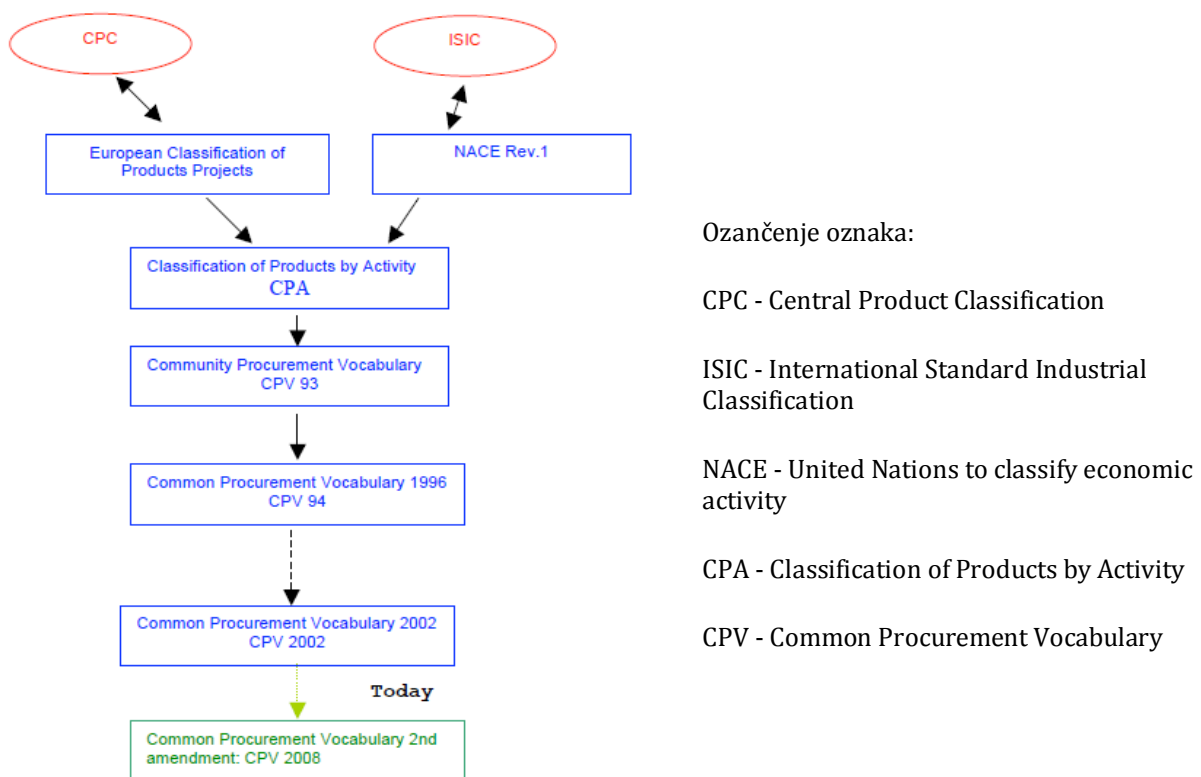 CPC
ISIC
European Classification of
Products Projects
NACE Rev.1
Classification of Products by Activity
CPA
Community Procurement Vocabulary
CPV 93
Common Procurement Vocabulary 1996
CPV 94
Common Procurement Vocabulary 2002
CPV 2002
Today
Common Procurement Vocabulary 2nd
amendment: CPV 2008
Ozančenje oznaka:
CPC - Central Product Classification
ISIC - International Standard Industrial
Classification
NACE - United Nations to classify economic
activity
CPA - Classification of Products by Activity
CPV - Common Procurement Vocabulary